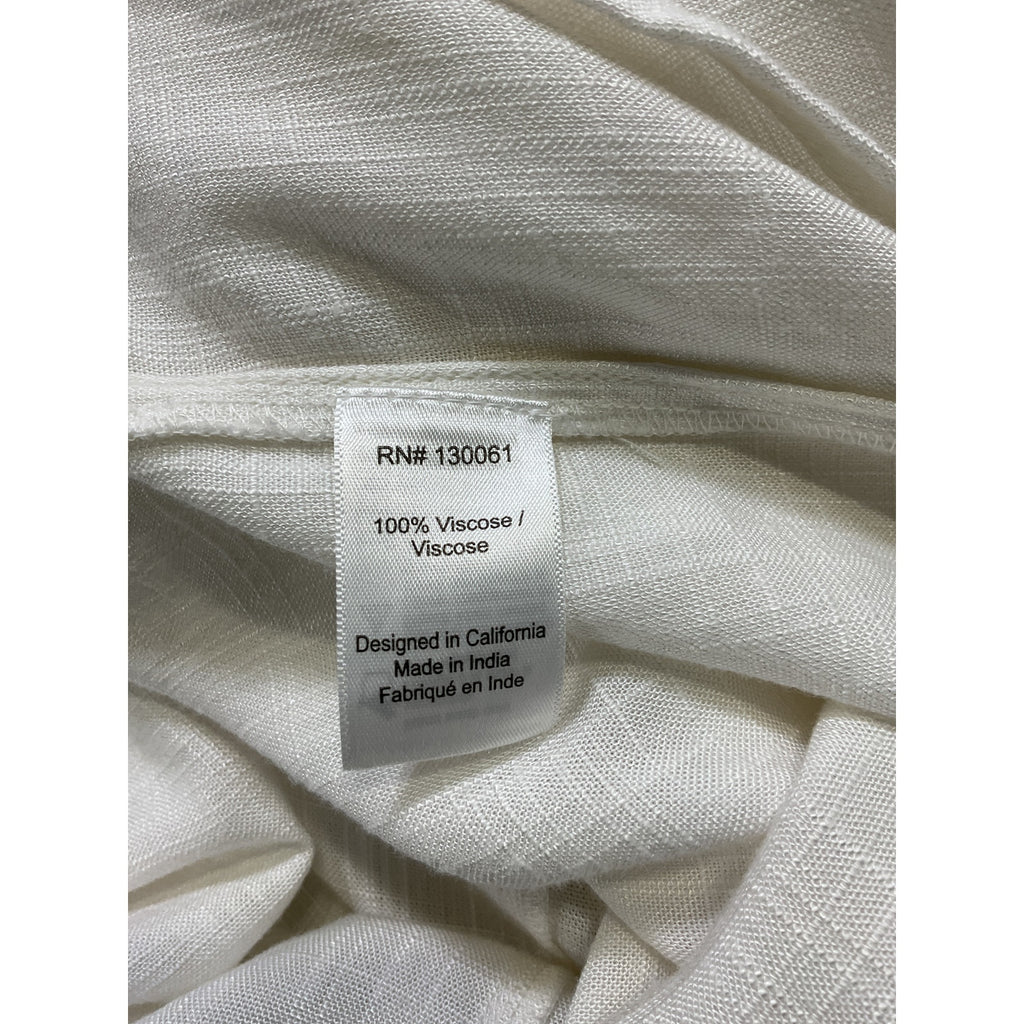 RN# 130061
100% Viscose /
Viscose
Designed in California
Made in India
Fabriqué en Inde